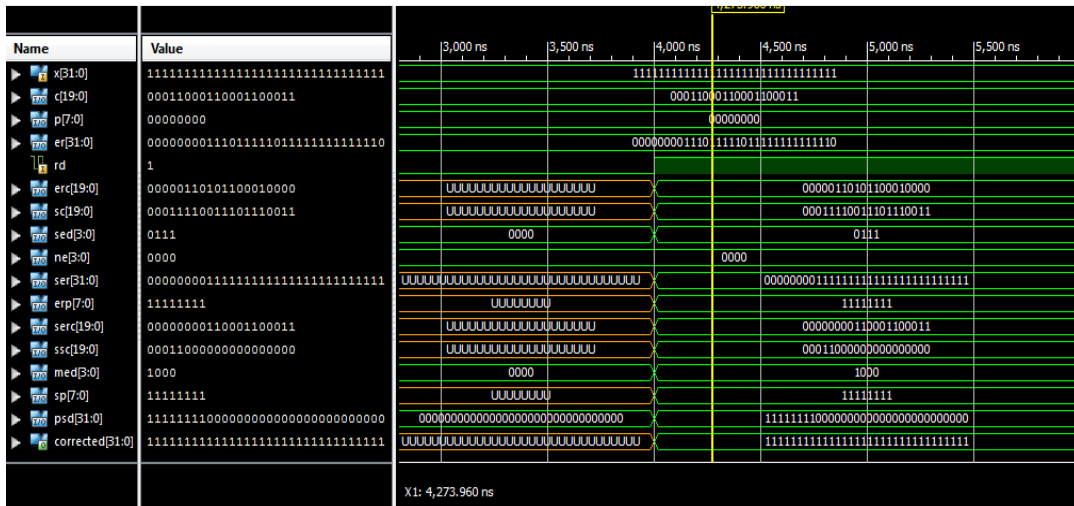 4,273.960 ns
Name Value 3,000 ns 3,500 ns 4,000 ns 4,500 ns 5,000 ns 5,500 ns
x[31:0] 11111111111111111111111111111111 11111111111111111111111111111111
c[19:0] 00011000110001100011 00011000110001100011
p[7:0] 00000000 00000000
er[31:0] 00000000111011111011111111111110 00000000111011111011111111111110
rd 1
erc[19:0] 00000110101100010000 UUUUUUUUUUUUUUUUUUUU 00000110101100010000
sc[19:0] 00011110011101110011 UUUUUUUUUUUUUUUUUUUU 00011110011101110011
sed[3:0] 0111 0000 0111
ne[3:0] 0000 0000
ser[31:0] 00000000111111111111111111111111 UUUUUUUUUUUUUUUUUUUUUUUUUUUUUUUU 00000000111111111111111111111111
erp[7:0] 11111111 UUUUUUUU 11111111
serc[19:0] 00000000110001100011 UUUUUUUUUUUUUUUUUUUU 00000000110001100011
ssc[19:0] 00011000000000000000 UUUUUUUUUUUUUUUUUUUU 00011000000000000000
med[3:0] 1000 0000 1000
sp[7:0] 11111111 UUUUUUUU 11111111
psd[31:0] 11111111000000000000000000000000 00000000000000000000000000000000 11111111000000000000000000000000
corrected[31:0] 11111111111111111111111111111111 UUUUUUUUUUUUUUUUUUUUUUUUUUUUUUUU 11111111111111111111111111111111
X1: 4,273.960 ns